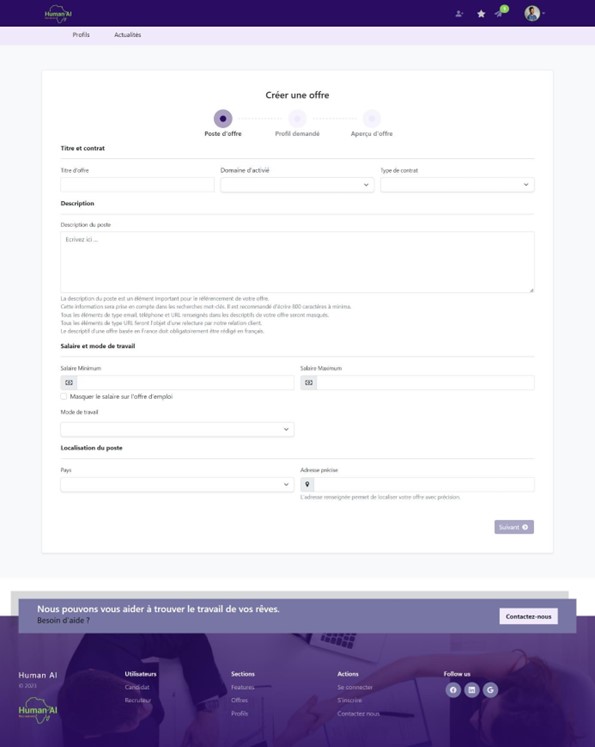 Human AI
1
Profils
Actualités
Créer une offre
Poste d'offre
Profil demandé
Aperçu d'offre
Titre et contrat
Titre d'offre
Domaine d'activié
Type de contrat
Description
Description du poste
Ecrivez ici ...
La description du poste est un élément important pour le référencement de votre offre.
Cette information sera prise en compte dans les recherches mot clés. Il est recommandé d'écrire 800 caractères à minima.
Tous les éléments de type email, téléphone et URL renseignés dans les descriptifs de votre offre seront masqués.
Tous les éléments de type URL feront l'objet d'une relecture par notre relation client.
Le descriptif d'une offre basée en France doit obligatoirement être rédigé en français.
Salaire et mode de travail
Salaire Minimum
Salaire Maximum
Masquer le salaire sur l'offre d'emploi
Mode de travail
Localisation du poste
Pays
Adresse précise
L'adresse renseignée premet de localiser votre offre avec précision.
Suivant
Nous pouvons vous aider à trouver le travail de vos rêves.
Besoin d'aide ?
Contactez-nous
Human AI
© 2023
Human AI
Utilisateurs
Candidat
Recruteur
Sections
Features
Offres
Profils
Actions
Se connecter
S'inscrire
Contactez nous
Follow us